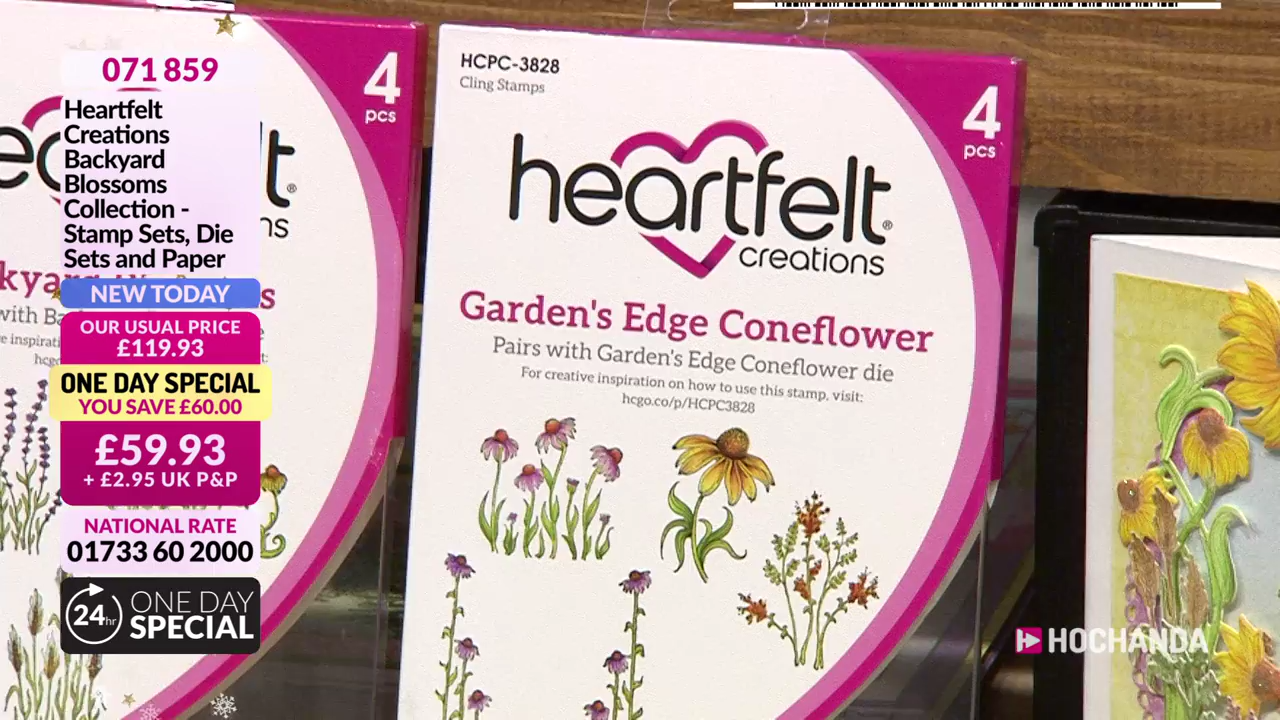 071 859
Heartfelt
Creations
Backyard
Blossoms
Collection -
Stamp Sets, Die
Sets and Paper
NEW TODAY
OUR USUAL PRICE
£119.93
ONE DAY SPECIAL
YOU SAVE £60.00
£59.93
+ £2.95 UK P&P
NATIONAL RATE
01733 60 2000
24hr ONE DAY
SPECIAL
4
pcs
HCPC-3828
Cling Stamps
4
pcs
heartfelt®
creations
Garden's Edge Coneflower
Pairs with Garden's Edge Coneflower die
For creative inspiration on how to use this stamp, visit:
hcgo.co/p/HCPC3828
HOCHANDA